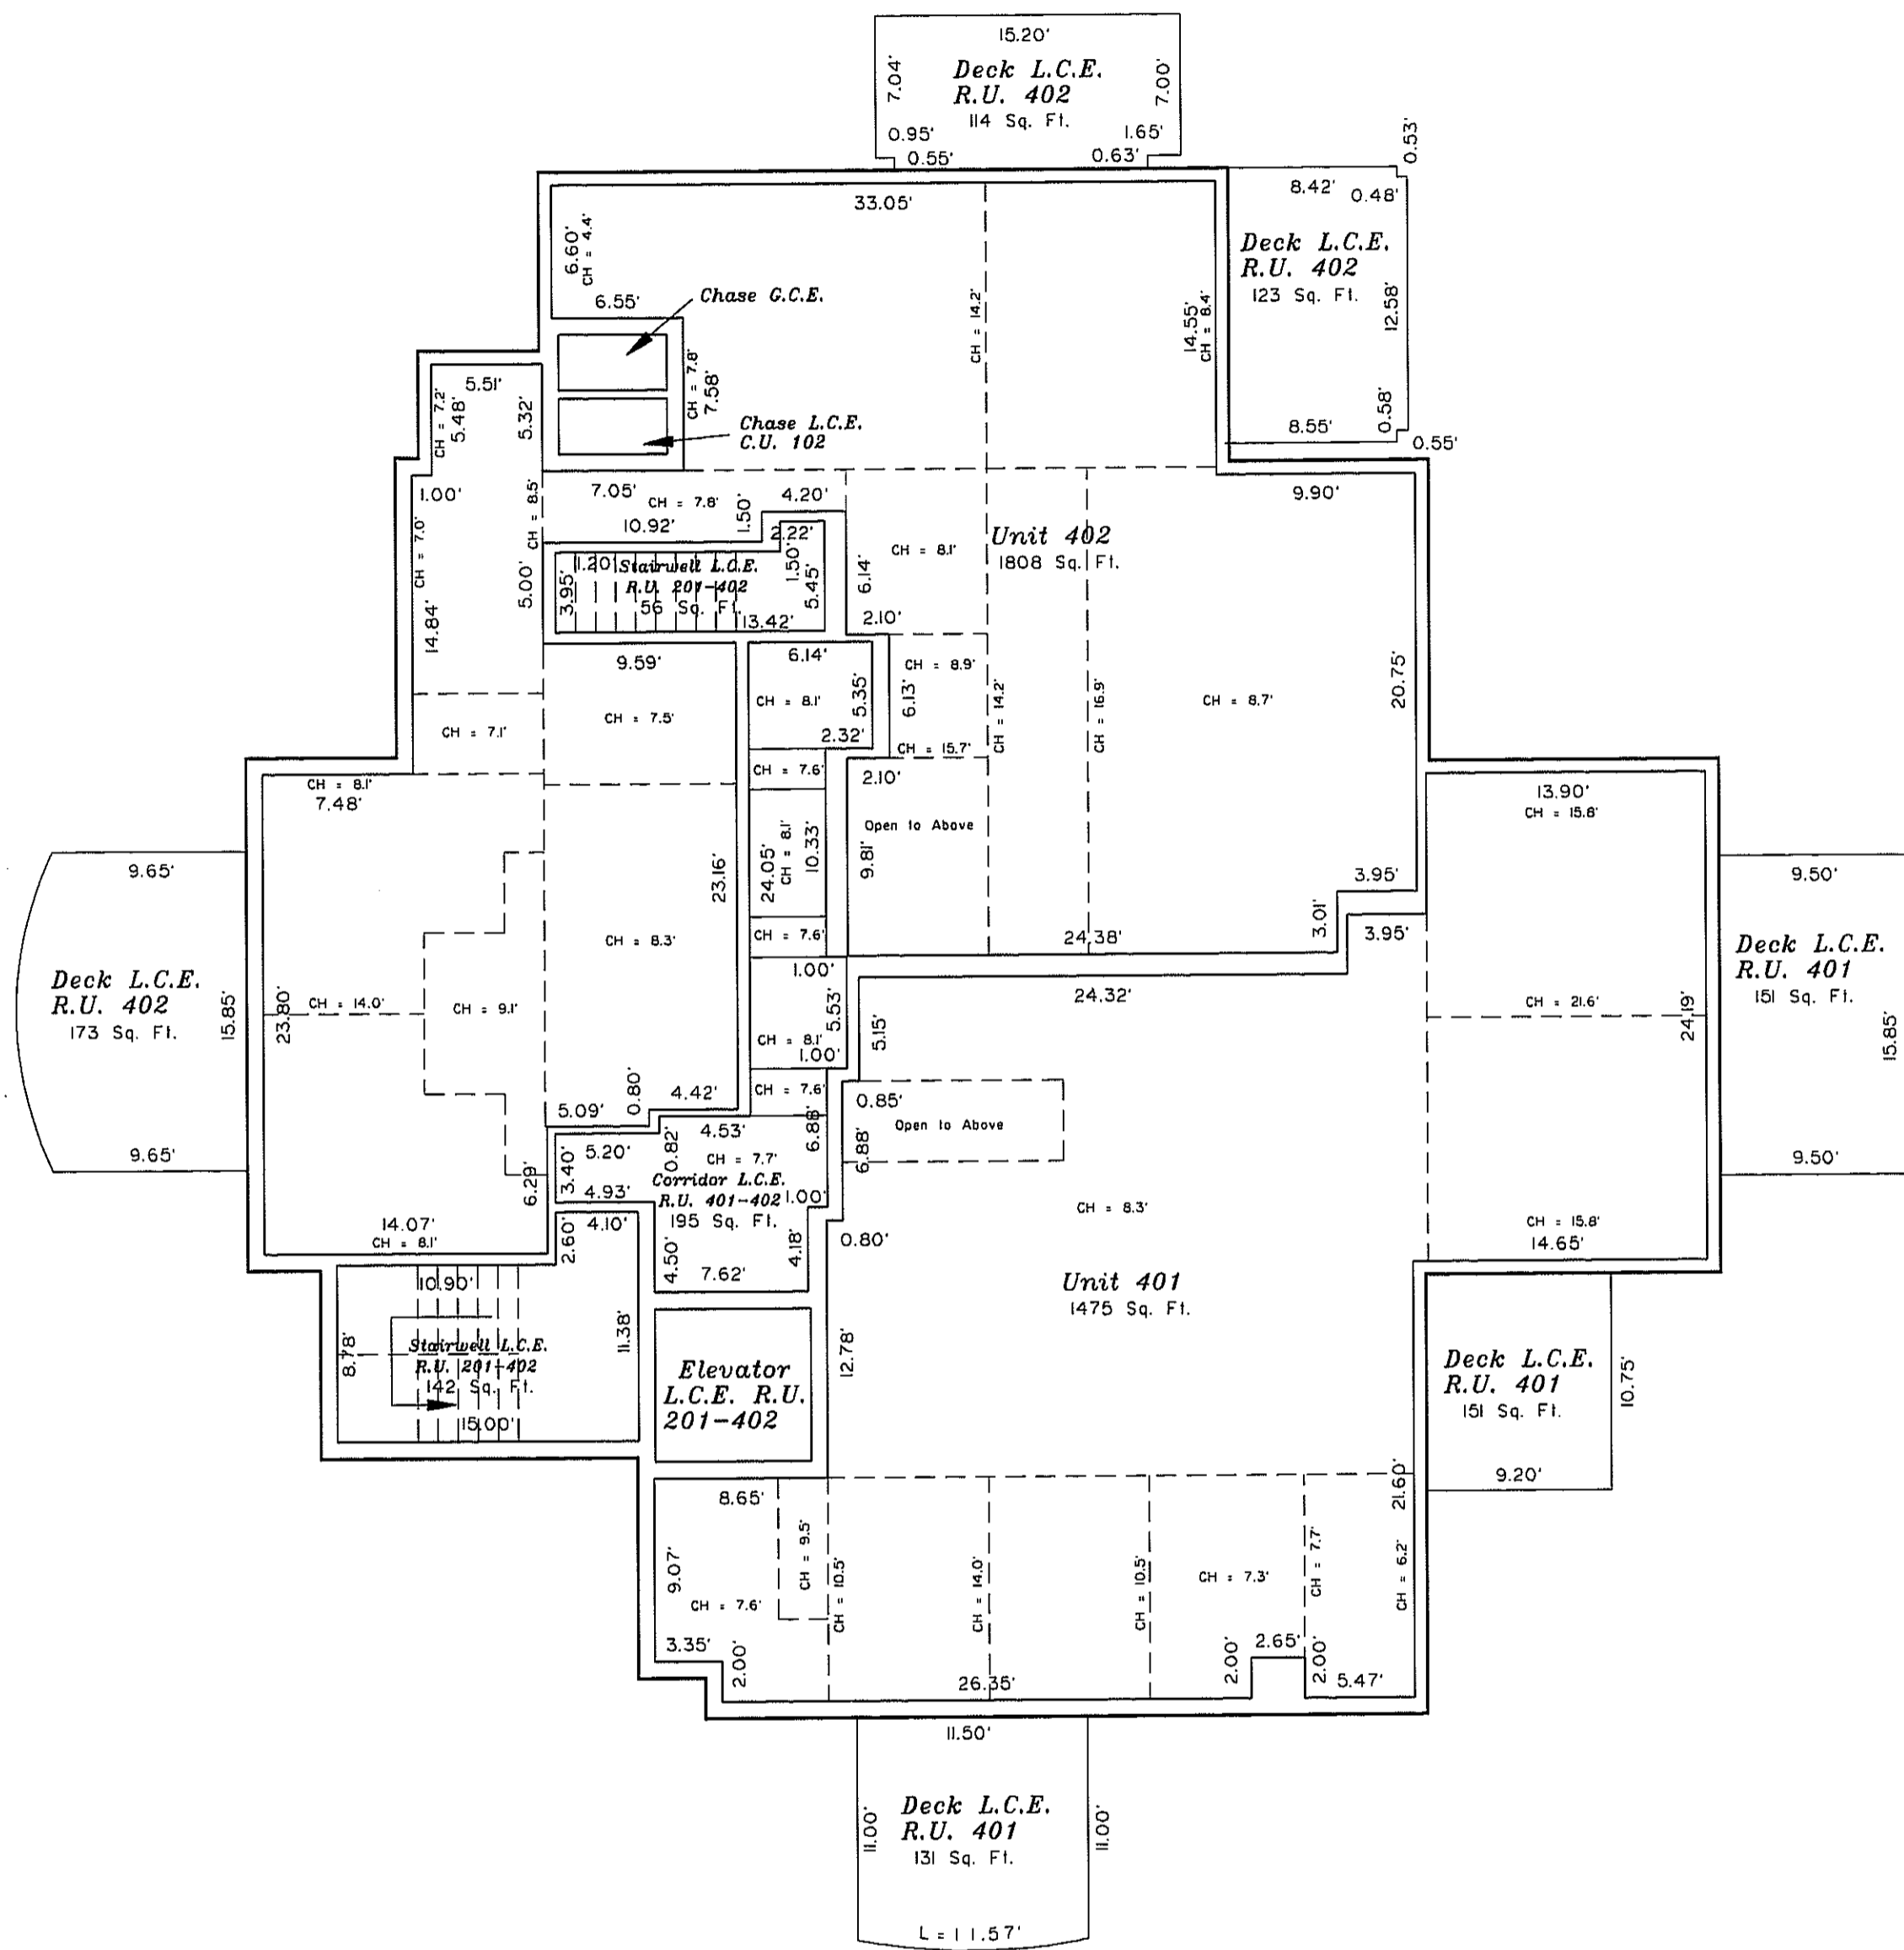 15.20'
7.04'
Deck L.C.E.
R.U. 402
114 Sq. Ft.
7.00'
0.95'
1.65'
0.55'
0.63'
0.53'
33.05'
8.42'
0.48'
6.60'
CH = 4.4'
6.55'
Chase G.C.E.
CH = 14.2'
14.55'
CH = 8.4'
Deck L.C.E.
R.U. 402
123 Sq. Ft.
12.58'
5.51'
CH = 7.2'
5.48'
5.32'
CH = 7.8'
7.58'
Chase L.C.E.
C.U. 102
8.55'
0.58'
0.55'
1.00'
CH = 8.5'
7.05'
CH = 7.8'
1.50'
4.20'
9.90'
10.92'
2.22'
CH = 7.0'
5.00'
3.95'
1.20'
Stairwell L.C.E.
R.U. 201-402
56 Sq. Ft.
1.50'
5.45'
13.42'
6.14'
CH = 8.1'
Unit 402
1808 Sq. Ft.
2.10'
14.84'
9.59'
6.14'
CH = 8.1'
5.35'
2.32'
CH = 8.9'
6.13'
CH = 15.7'
CH = 14.2'
CH = 16.9'
CH = 8.7'
20.75'
CH = 7.5'
CH = 7.1'
CH = 8.1'
7.48'
CH = 7.6'
2.10'
Open to Above
13.90'
CH = 15.8'
9.65'
23.16'
24.05'
CH = 8.1'
10.33'
9.81'
3.95'
3.01'
3.95'
9.50'
CH = 8.3'
CH = 7.6'
24.38'
Deck L.C.E.
R.U. 402
173 Sq. Ft.
15.85'
23.80'
CH = 14.0'
CH = 9.1'
1.00'
5.53'
24.32'
5.15'
CH = 21.6'
24.19'
Deck L.C.E.
R.U. 401
151 Sq. Ft.
15.85'
CH = 8.1'
1.00'
CH = 7.6'
6.88'
0.85'
Open to Above
6.88'
5.09'
0.80'
4.42'
9.65'
9.50'
6.29'
3.40'
5.20'
0.82'
4.53'
CH = 7.7'
4.93'
Corridor L.C.E.
R.U. 401-402
195 Sq. Ft.
1.00'
CH = 8.3'
14.07'
CH = 8.1'
2.60'
4.10'
4.50'
7.62'
4.18'
0.80'
CH = 15.8'
14.65'
Unit 401
1475 Sq. Ft.
10.90'
8.78'
Stairwell L.C.E.
R.U. 201-402
142 Sq. Ft.
15.00'
11.38'
Elevator
L.C.E. R.U.
201-402
12.78'
Deck L.C.E.
R.U. 401
151 Sq. Ft.
10.75'
9.20'
21.60'
8.65'
CH = 9.5'
9.07'
CH = 7.6'
CH = 10.5'
CH = 14.0'
CH = 10.5'
CH = 7.3'
CH = 7.7'
CH = 6.2'
3.35'
2.00'
26.35'
2.00'
2.65'
2.00'
5.47'
11.50'
11.00'
Deck L.C.E.
R.U. 401
131 Sq. Ft.
11.00'
L = 11.57'